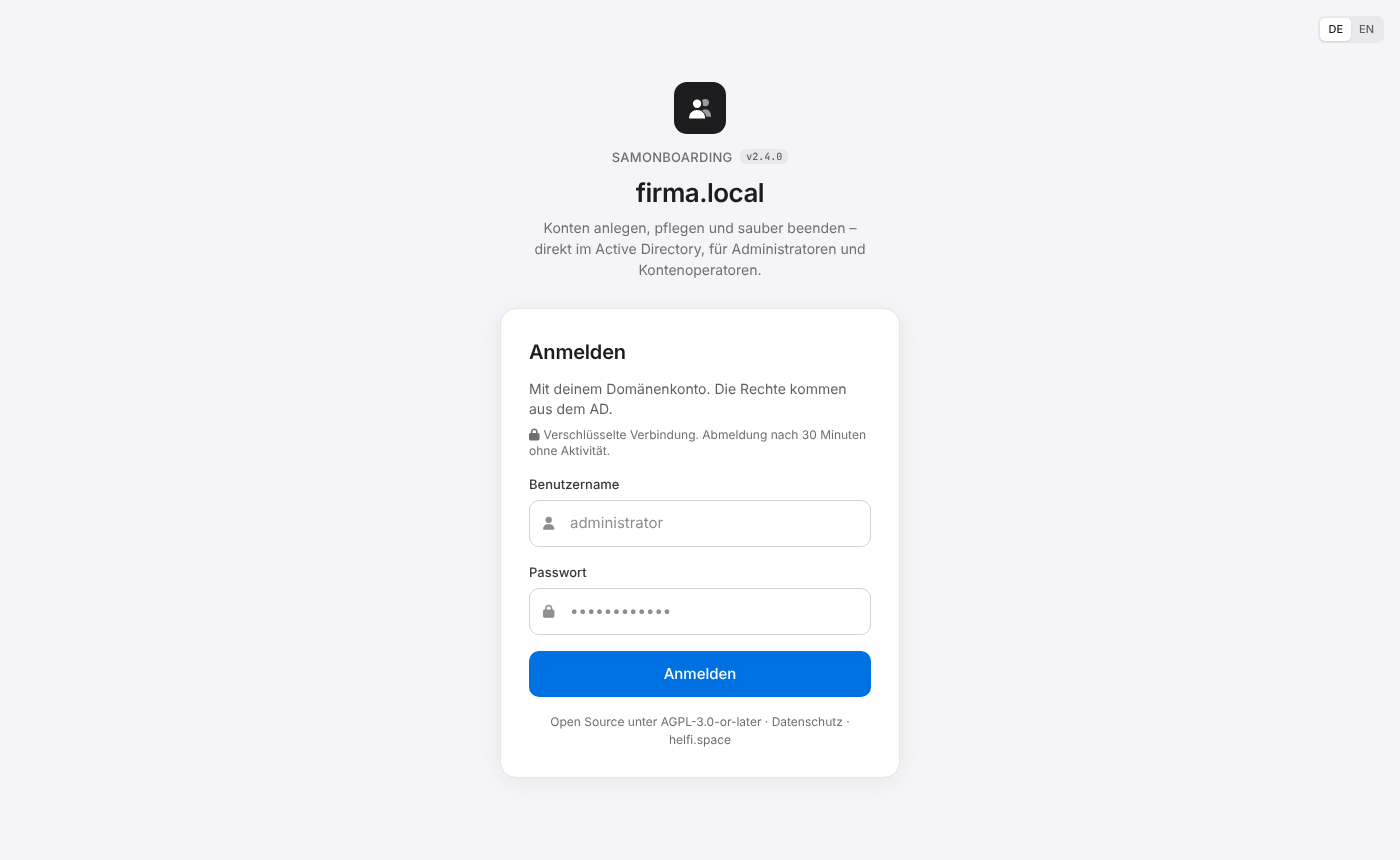 DE EN
SAMONBOARDING v2.4.0
firma.local
Konten anlegen, pflegen und sauber beenden –
direkt im Active Directory, für Administratoren und
Kontenoperatoren.
Anmelden
Mit deinem Domänenkonto. Die Rechte kommen
aus dem AD.
Verschlüsselte Verbindung. Abmeldung nach 30 Minuten
ohne Aktivität.
Benutzername
administrator
Passwort
••••••••••••
Anmelden
Open Source unter AGPL-3.0-or-later · Datenschutz ·
helfi.space